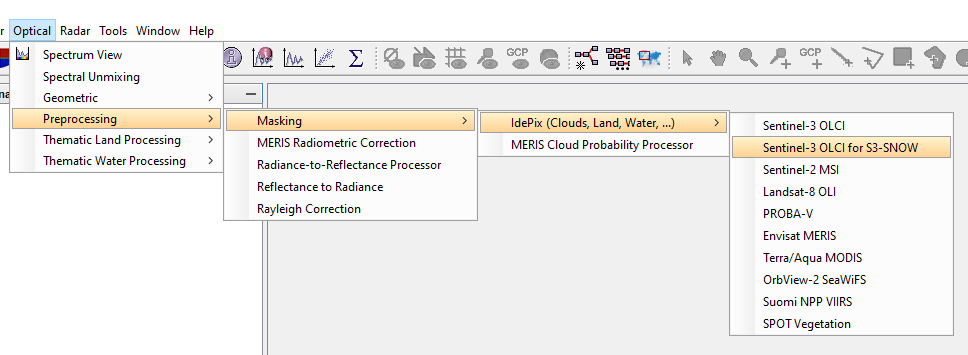 r Optical Radar Tools Window Help
GCP
GCP
na
Spectrum View
Spectral Unmixing
Geometric
Preprocessing
Thematic Land Processing
Thematic Water Processing
Masking
MERIS Radiometric Correction
Radiance-to-Reflectance Processor
Reflectance to Radiance
Rayleigh Correction
IdePix (Clouds, Land, Water, ...)
MERIS Cloud Probability Processor
Sentinel-3 OLCI
Sentinel-3 OLCI for S3-SNOW
Sentinel-2 MSI
Landsat-8 OLI
PROBA-V
Envisat MERIS
Terra/Aqua MODIS
OrbView-2 SeaWiFS
Suomi NPP VIIRS
SPOT Vegetation